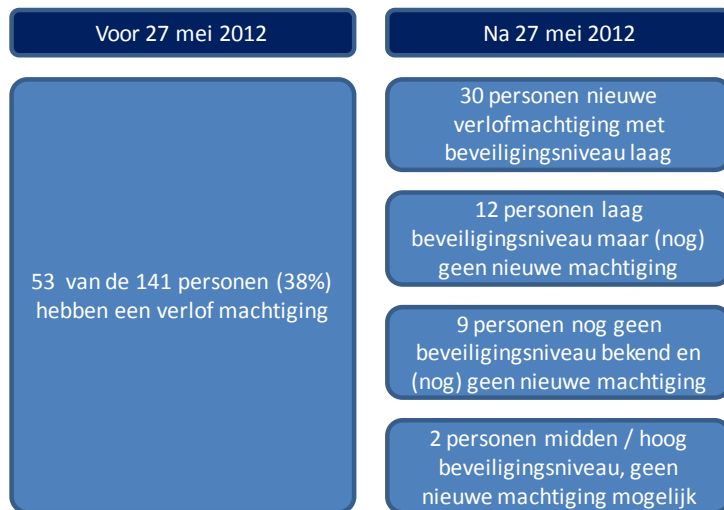 Voor 27 mei 2012
53 van de 141 personen (38%)
hebben een verlof machtiging
Na 27 mei 2012
30 personen nieuwe
verlofmachtiging met
beveiligingsniveau laag
12 personen laag
beveiligingsniveau maar (nog)
geen nieuwe machtiging
9 personen nog geen
beveiligingsniveau bekend en
(nog) geen nieuwe machtiging
2 personen midden / hoog
beveiligingsniveau, geen
nieuwe machtiging mogelijk